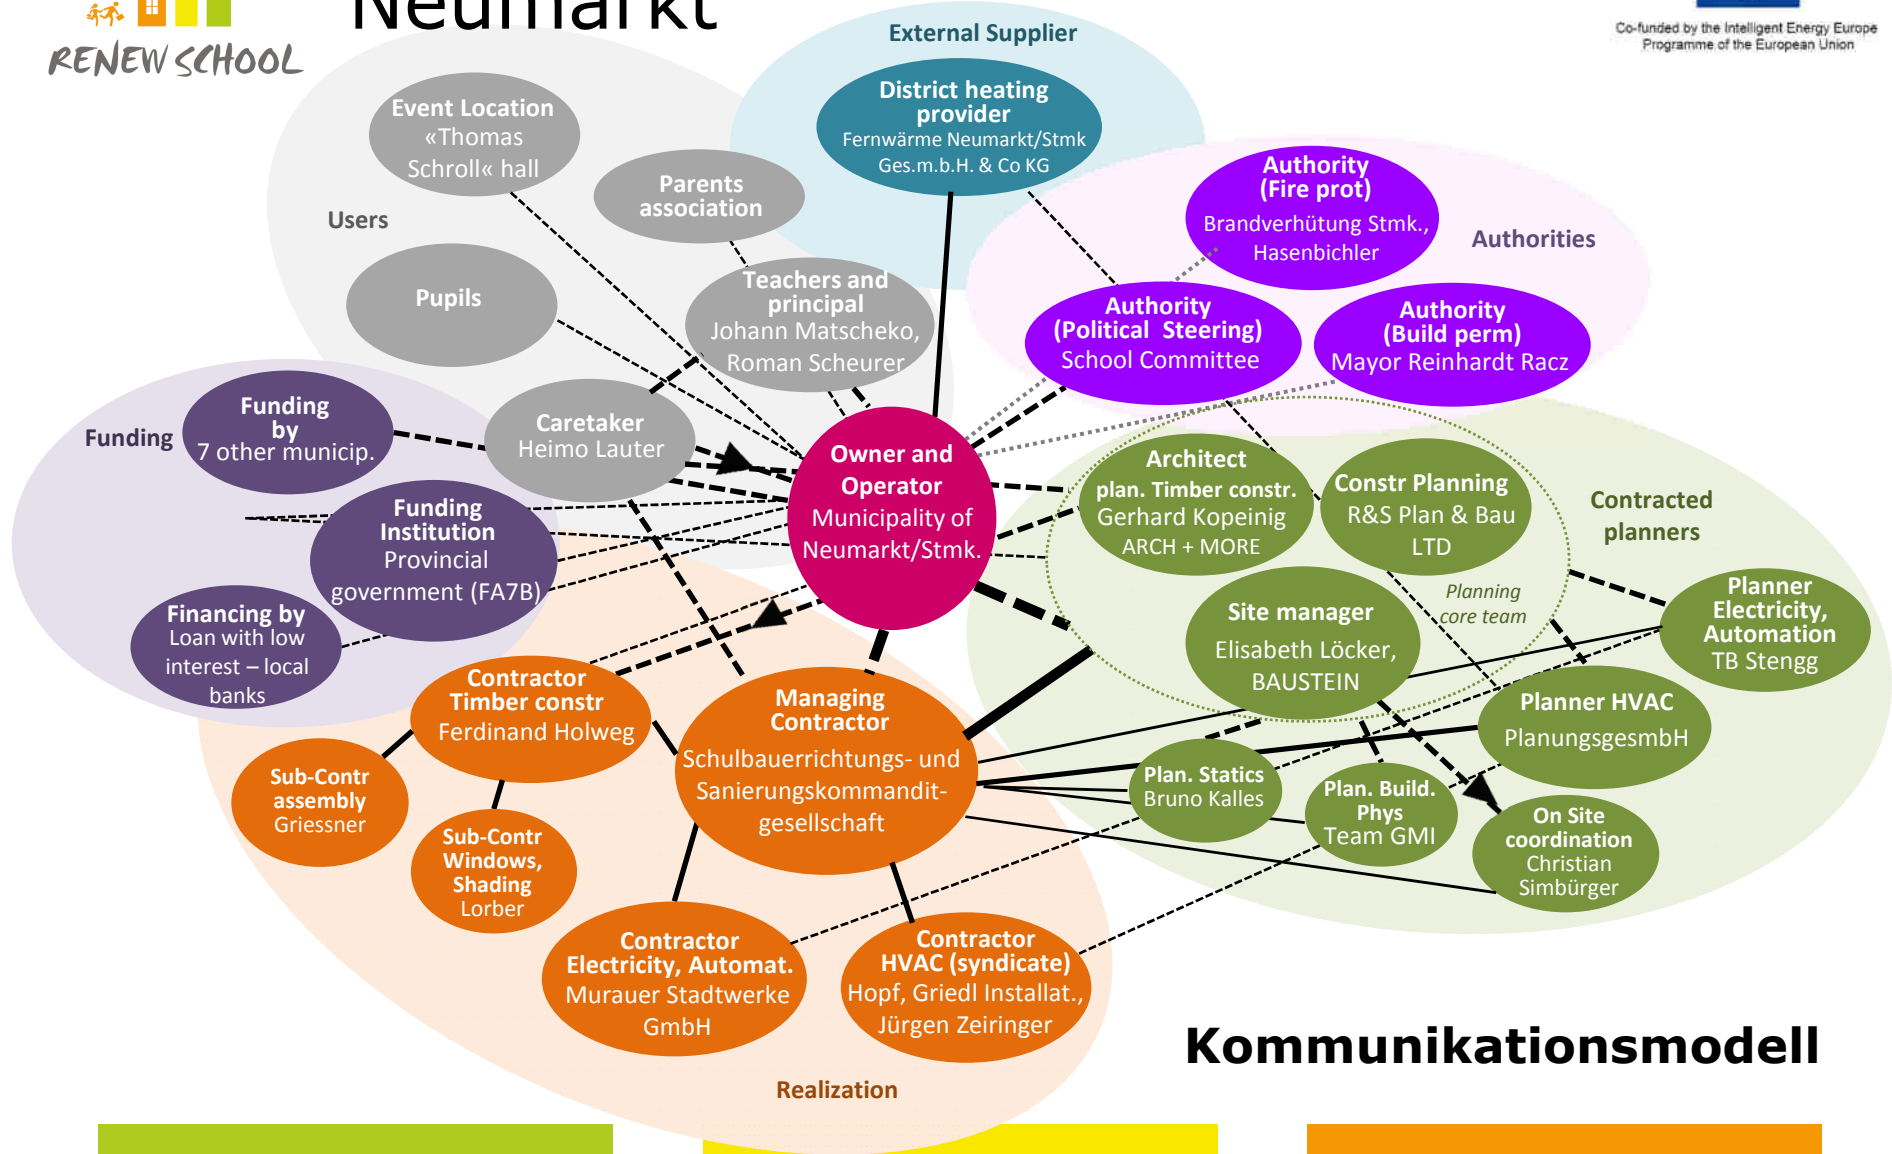 Neumarkt
RENEW SCHOOL
Co-funded by the Intelligent Energy Europe
Programme of the European Union
External Supplier
District heating
provider
Fernwärme Neumarkt/Stmk
Ges.m.b.H. & Co KG
Event Location
«Thomas
Schroll« hall
Parents
association
Users
Pupils
Teachers and
principal
Johann Matscheko,
Roman Scheurer
Caretaker
Heimo Lauter
Authority
(Fire prot)
Brandverhütung Stmk.,
Hasenbichler
Authorities
Authority
(Political  Steering)
School Committee
Authority
(Build perm)
Mayor Reinhardt Racz
Funding
Funding
by
7 other municip.
Funding
Institution
Provincial
government (FA7B)
Financing by
Loan with low
interest – local
banks
Owner and
Operator
Municipality of
Neumarkt/Stmk.
Architect
plan. Timber constr.
Gerhard Kopeinig
ARCH + MORE
Constr Planning
R&S Plan & Bau
LTD
Contracted
planners
Planning
core team
Site manager
Elisabeth Löcker,
BAUSTEIN
Planner
Electricity,
Automation
TB Stengg
Planner HVAC
PlanungsgesmbH
Plan. Statics
Bruno Kalles
Plan. Build.
Phys
Team GMI
On Site
coordination
Christian
Simbürger
Contractor
Timber constr
Ferdinand Holweg
Managing
Contractor
Schulbauerrichtungs- und
Sanierungskommandit-
gesellschaft
Sub-Contr
assembly
Griessner
Sub-Contr
Windows,
Shading
Lorber
Contractor
Electricity, Automat.
Murauer Stadtwerke
GmbH
Contractor
HVAC (syndicate)
Hopf, Griedl Installat.,
Jürgen Zeiringer
Realization
Kommunikationsmodell